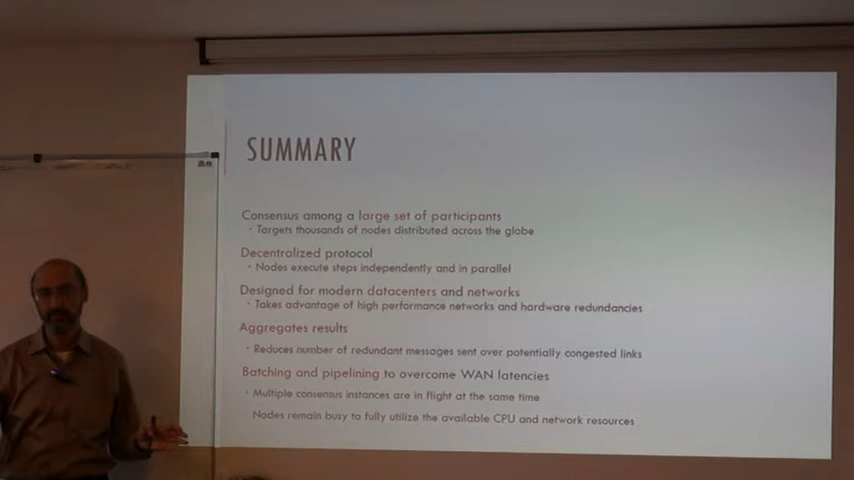 SUMMARY
Consensus among a large set of participants
• Targets thousands of nodes distributed across the globe
Decentralized protocol
• Nodes execute steps independently and in parallel
Designed for modern datacenters and networks
• Takes advantage of high performance networks and hardware redundancies
Aggregates results
• Reduces number of redundant messages sent over potentially congested links
Batching and pipelining to overcome WAN latencies
• Multiple consensus instances are in flight at the same time
Nodes remain busy to fully utilize the available CPU and network resources